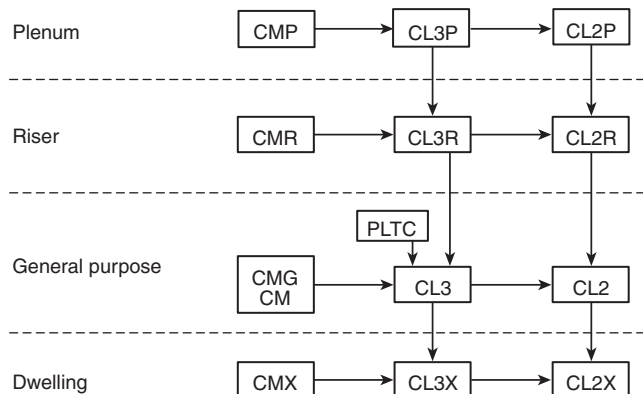 Plenum
CMP
CL3P
CL2P
Riser
CMR
CL3R
CL2R
PLTC
General purpose
CMG
CM
CL3
CL2
Dwelling
CMX
CL3X
CL2X